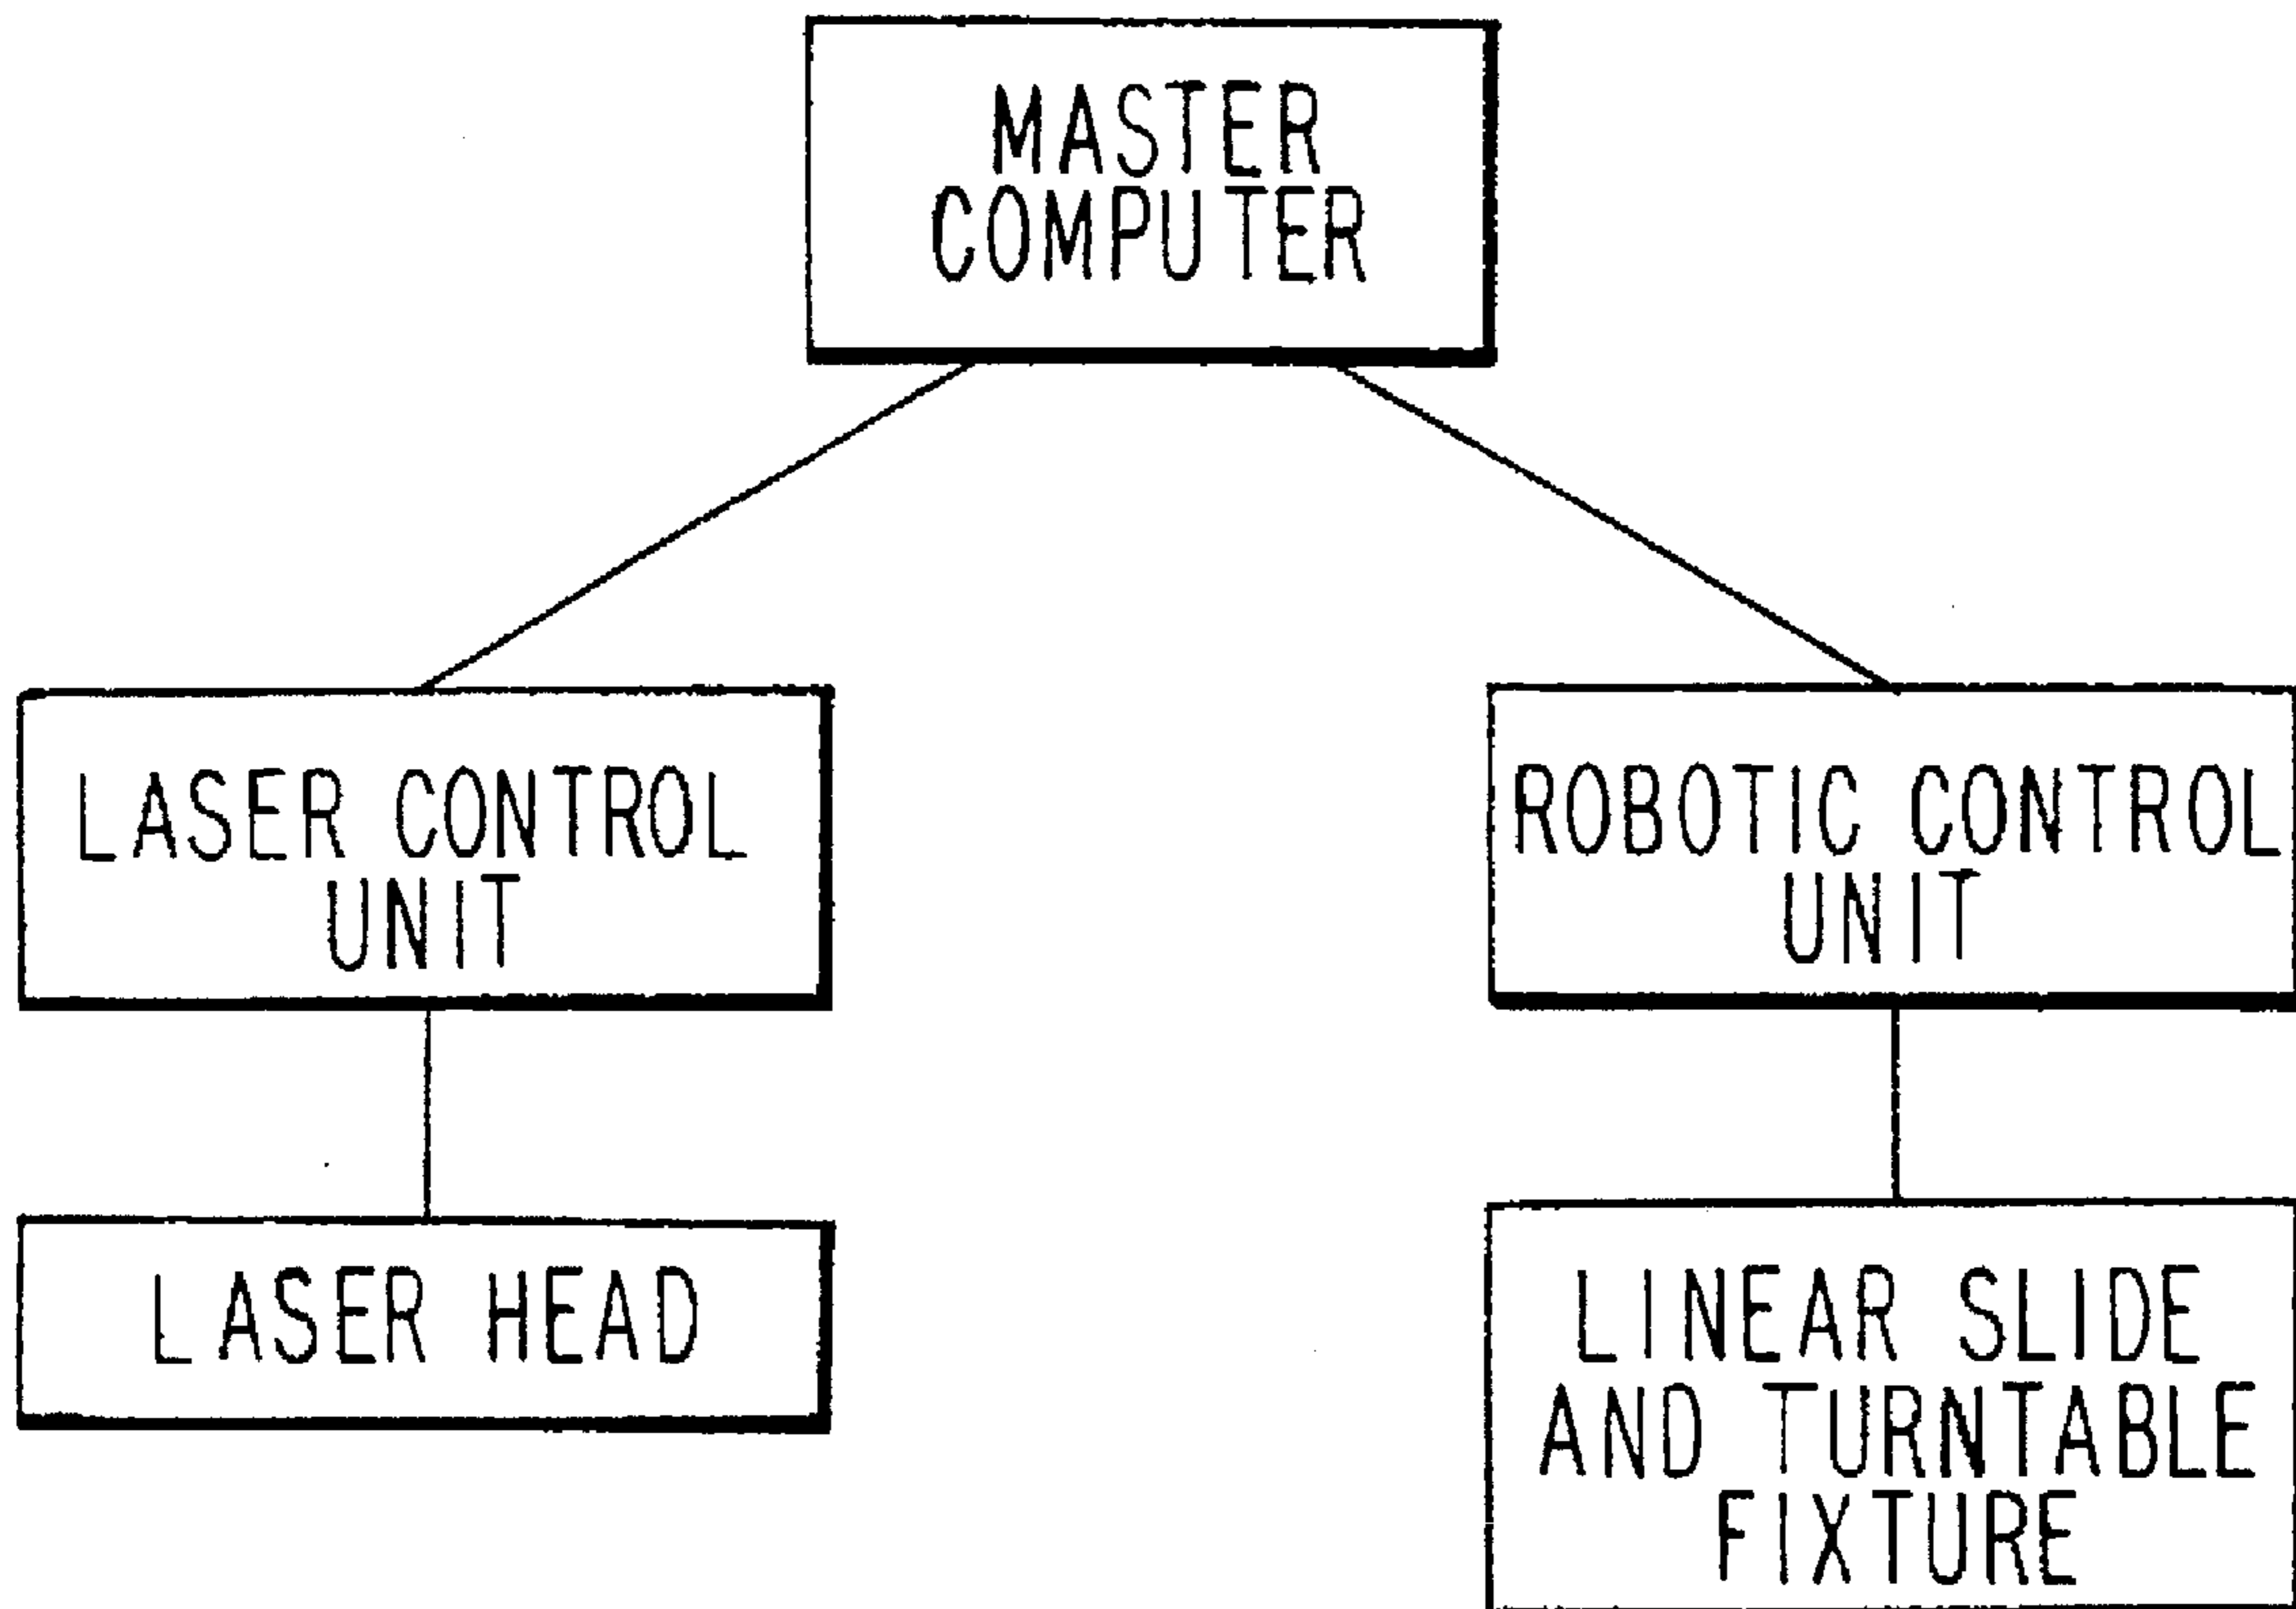 MASTER
COMPUTER
LASER CONTROL
UNIT
ROBOTIC CONTROL
UNIT
LASER HEAD
LINEAR SLIDE
AND TURNTABLE
FIXTURE